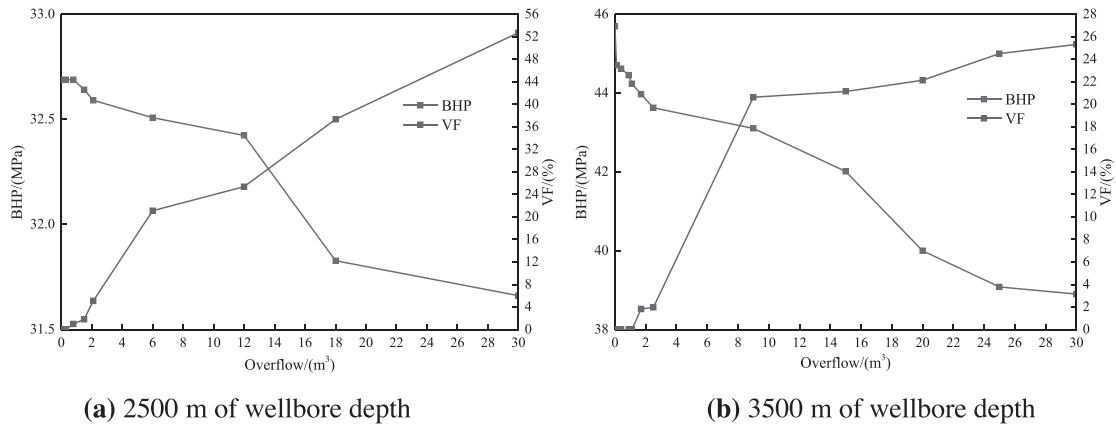 33.0
32.5
32.0
31.5
BHP/(MPa)
56
52
48
44
40
36
32
28
24
20
16
12
8
4
0
VF/(%)
BHP
VF
0 2 4 6 8 10 12 14 16 18 20 22 24 26 28 30
Overflow/(m³)
(a) 2500 m of wellbore depth
46
44
42
40
38
BHP/(MPa)
28
26
24
22
20
18
16
14
12
10
8
6
4
2
0
VF/(%)
BHP
VF
0 2 4 6 8 10 12 14 16 18 20 22 24 26 28 30
Overflow/(m³)
(b) 3500 m of wellbore depth